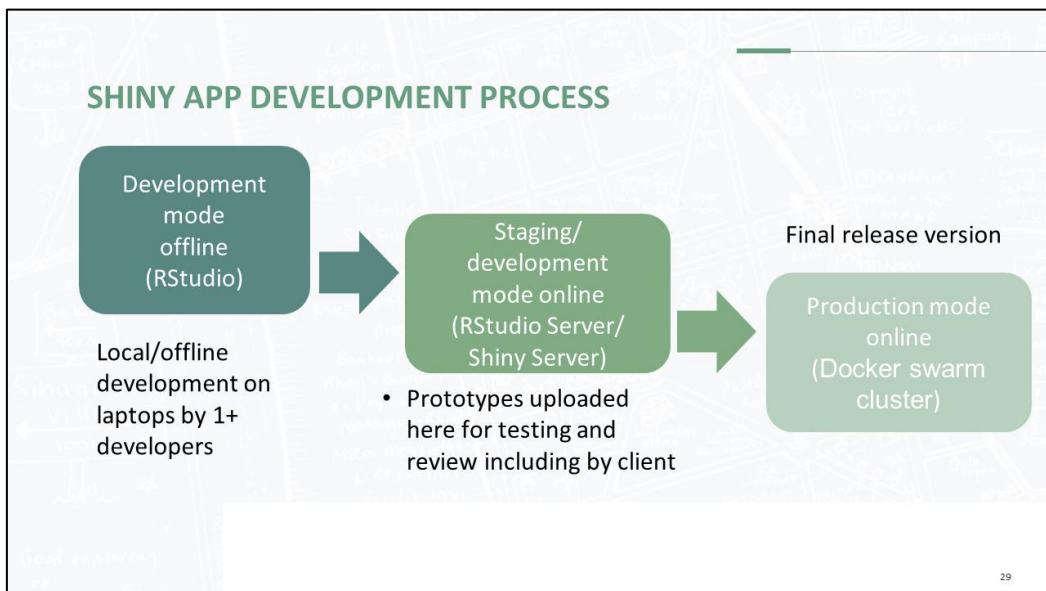 SHINY APP DEVELOPMENT PROCESS
Development
mode
offline
(RStudio)
Local/offline
development on
laptops by 1+
developers
Staging/
development
mode online
(RStudio Server/
Shiny Server)
• Prototypes uploaded
here for testing and
review including by client
Final release version
Production mode
online
(Docker swarm
cluster)
29